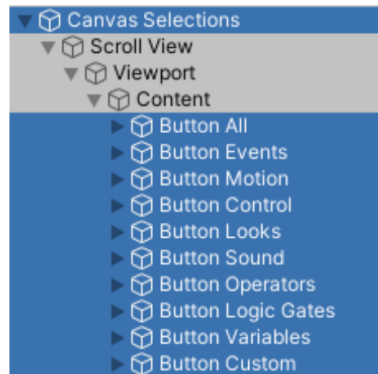 Canvas Selections
Scroll View
Viewport
Content
Button All
Button Events
Button Motion
Button Control
Button Looks
Button Sound
Button Operators
Button Logic Gates
Button Variables
Button Custom